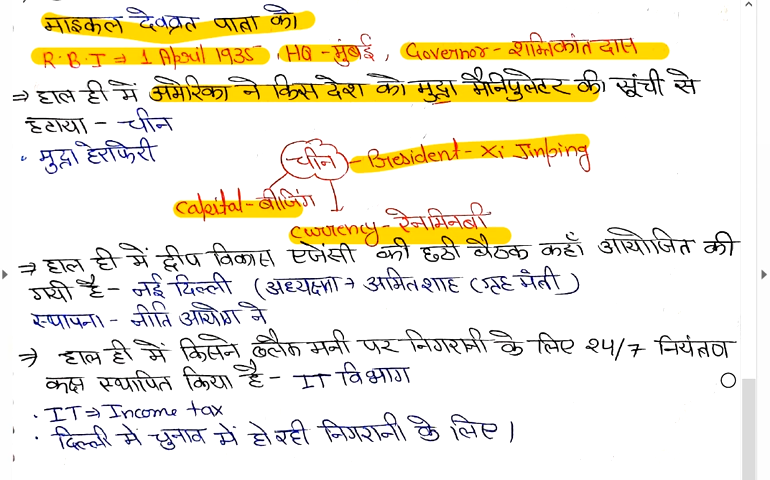 माइकल देवव्रत पात्रा को
R.B.I ⇒ 1 April 1935, HQ - मुंबई, Governor - शक्तिकांत दास
⇒ हाल ही में अमेरिका ने किस देश को मुद्रा मैनिपुलेटर की सूंची से
हटाया - चीन
• मुद्रा हेरफिरी
चीन - President - Xi Jinping
Capital - बीजिंग
Currency - रेनमिनबी
⇒ हाल ही में द्वीप विकास एजेंसी की छठी बैठक कहाँ आयोजित की
गयी है - नई दिल्ली (अध्यक्षता → अमित शाह (गृह मंत्री)
स्थापना - नीति आयोग ने
⇒ हाल ही में किसने ब्लैक मनी पर निगरानी के लिए 24/7 नियंत्रण
कक्ष स्थापित किया है - IT विभाग
• IT ⇒ Income tax
• दिल्ली में चुनाव में हो रही निगरानी के लिए।